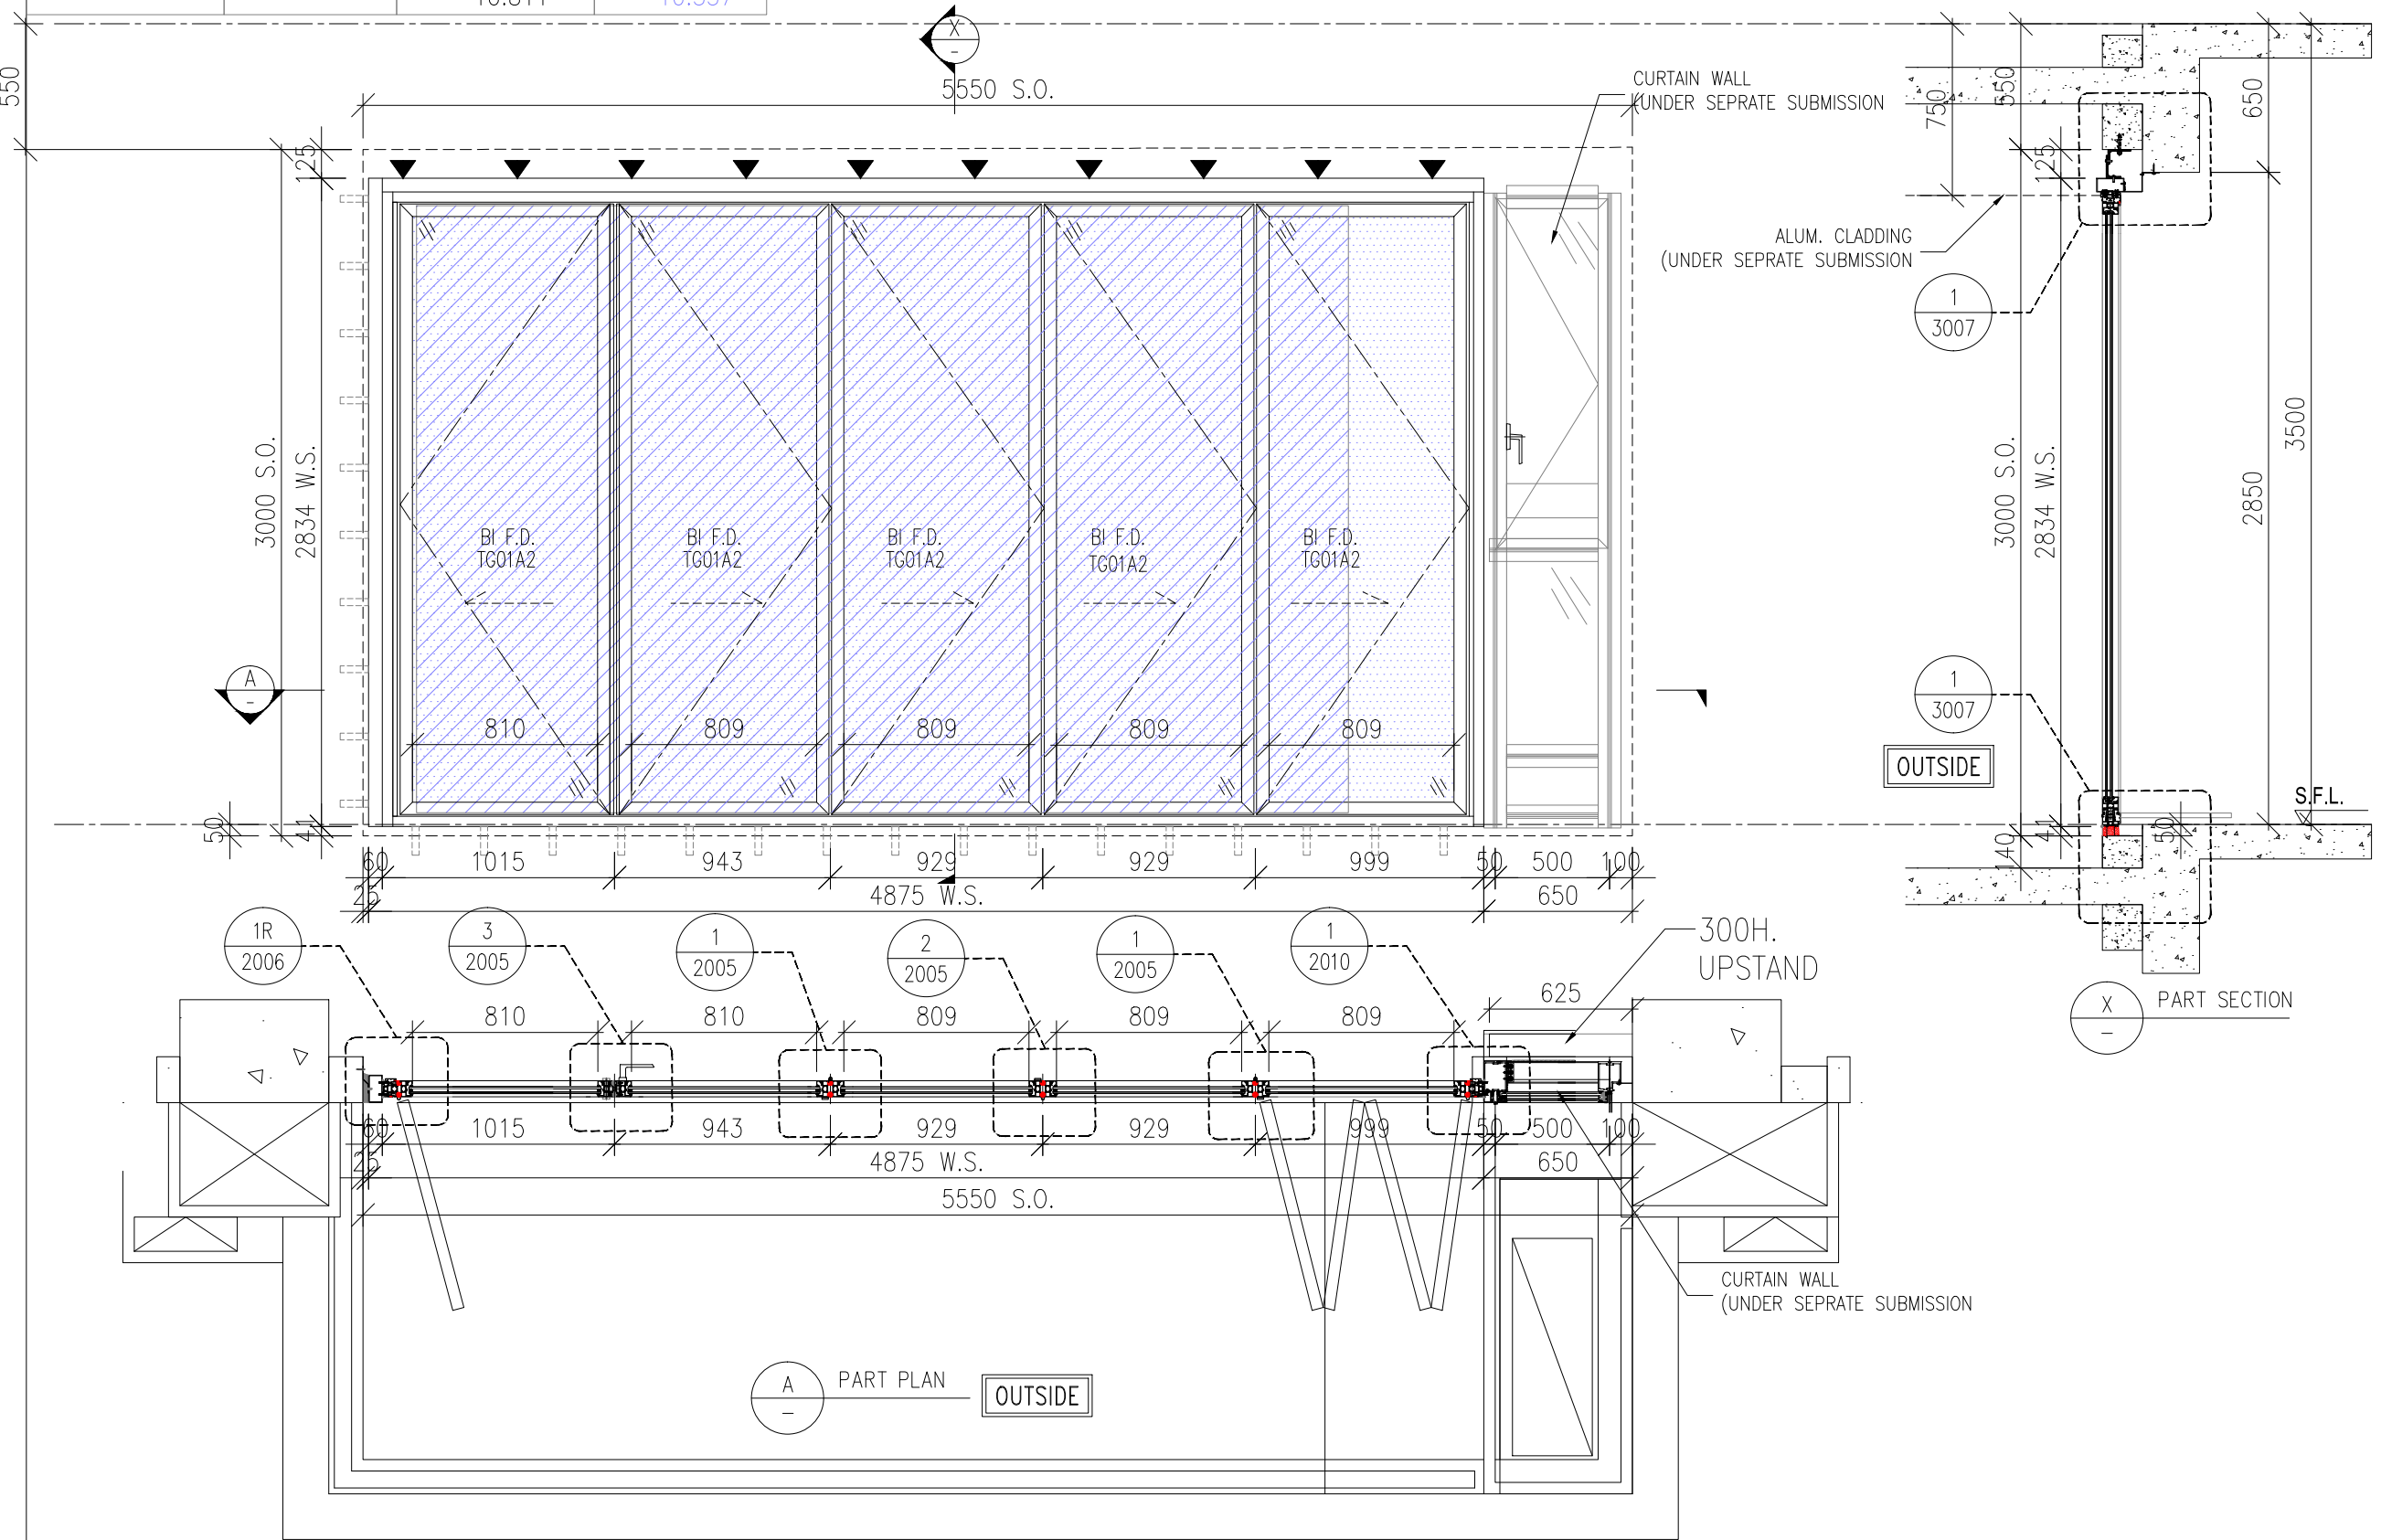 X
-
5550 S.O.
550
125
3000 S.O.
2834 W.S.
CURTAIN WALL
(UNDER SEPRATE SUBMISSION
ALUM. CLADDING
(UNDER SEPRATE SUBMISSION
750
550
125
650
3500
2850
3000 S.O.
2834 W.S.
1
3007
BI F.D.
TG01A2
BI F.D.
TG01A2
BI F.D.
TG01A2
BI F.D.
TG01A2
BI F.D.
TG01A2
A
-
810
809
809
809
809
1
3007
OUTSIDE
S.F.L.
50
41
140
41
50
60
1015
943
929
929
999
50
500
100
25
4875 W.S.
650
1R
2006
3
2005
1
2005
2
2005
1
2005
1
2010
300H.
UPSTAND
X
-
PART SECTION
810
810
809
809
809
625
60
1015
943
929
929
999
50
500
100
25
4875 W.S.
650
5550 S.O.
CURTAIN WALL
(UNDER SEPRATE SUBMISSION
A
-
PART PLAN
OUTSIDE